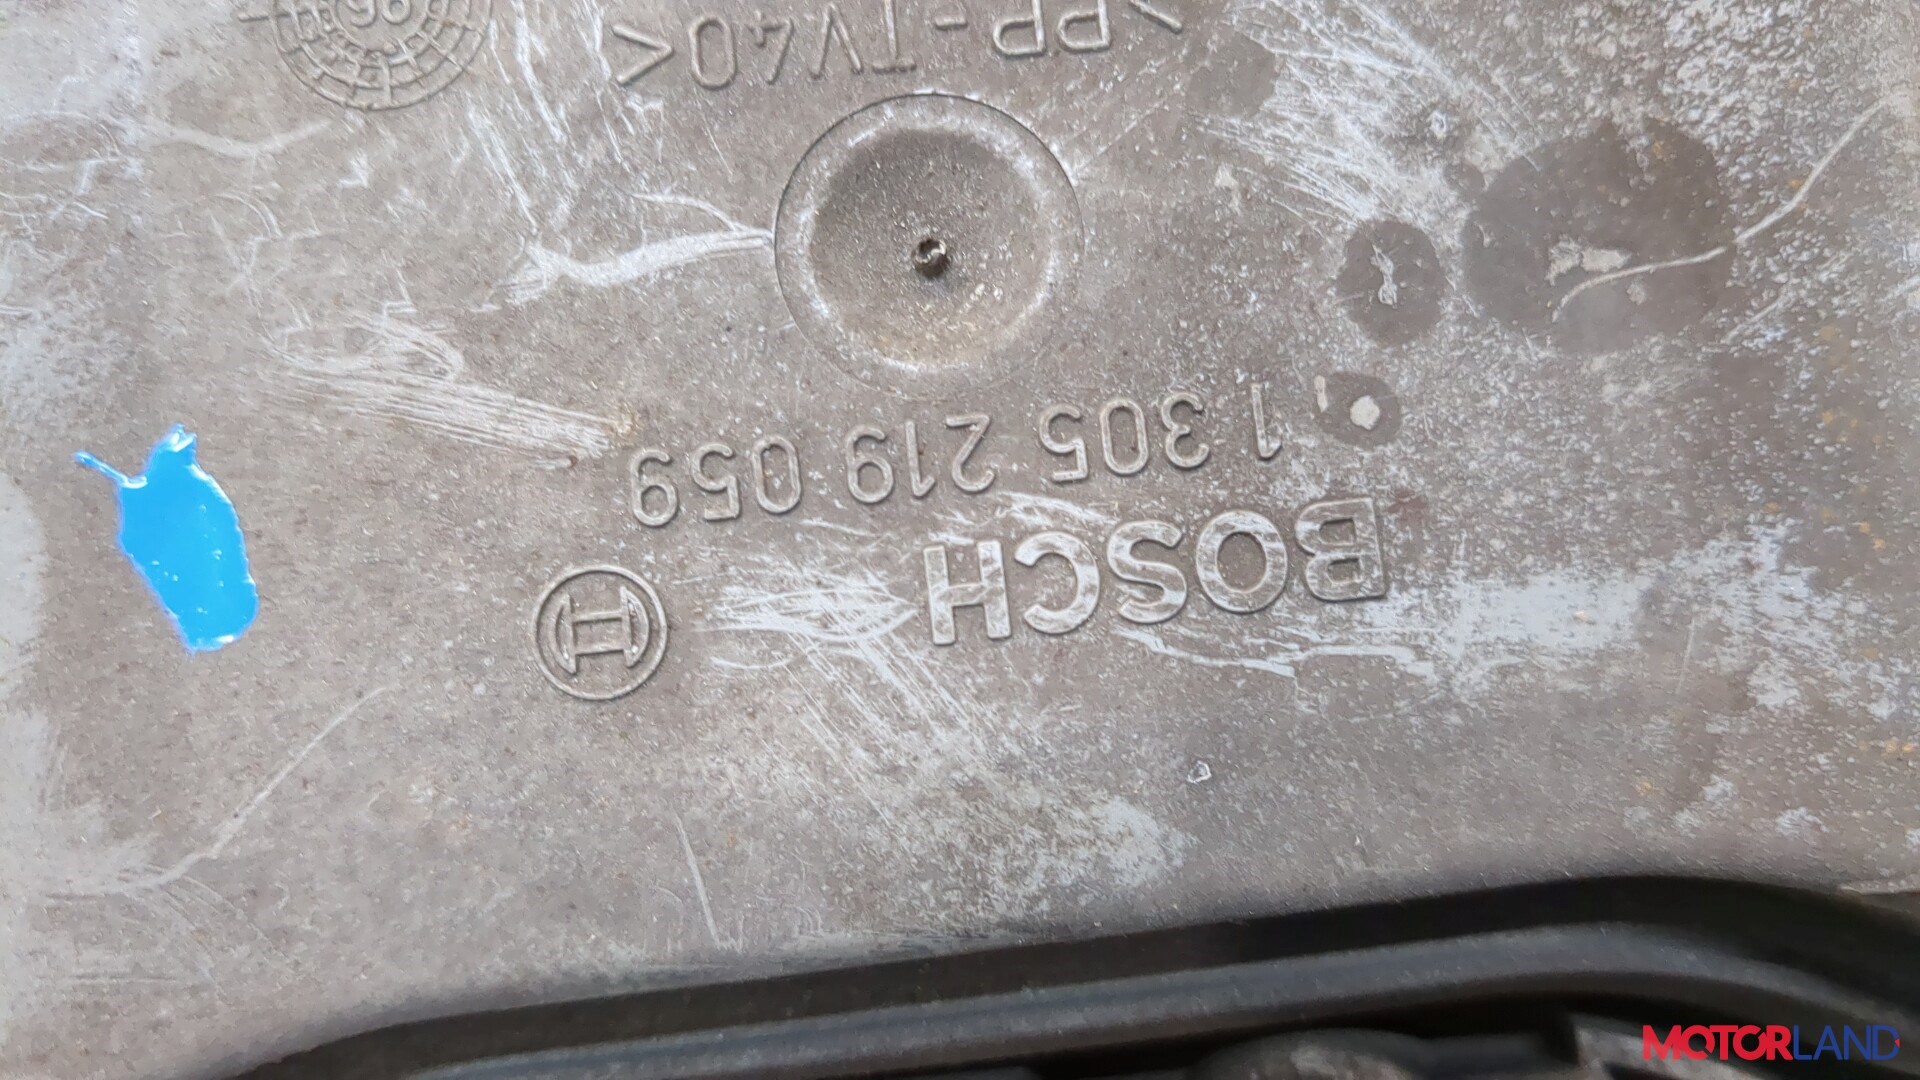 BOSCH
1 305 219 059
>PP-TV40<
MOTORLAND